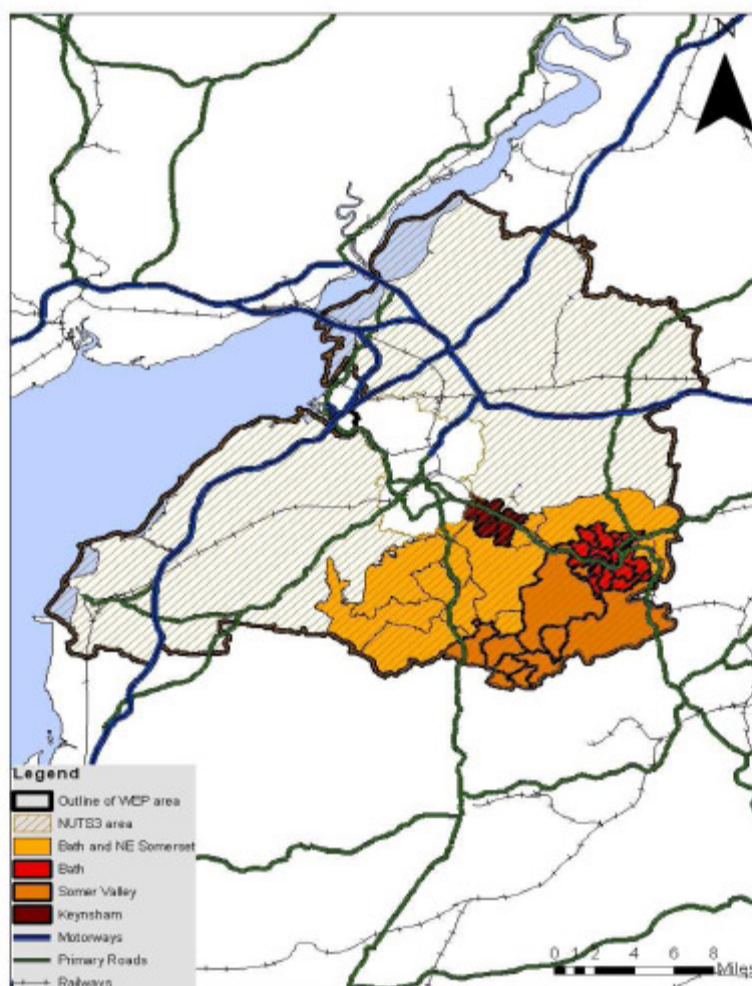 N
Legend
Outline of WEP area
NUTS3 area
Bath and NE Somerset
Bath
Somer Valley
Keynsham
Motorways
Primary Roads
Railways
0 1 2 4 6 8
Miles